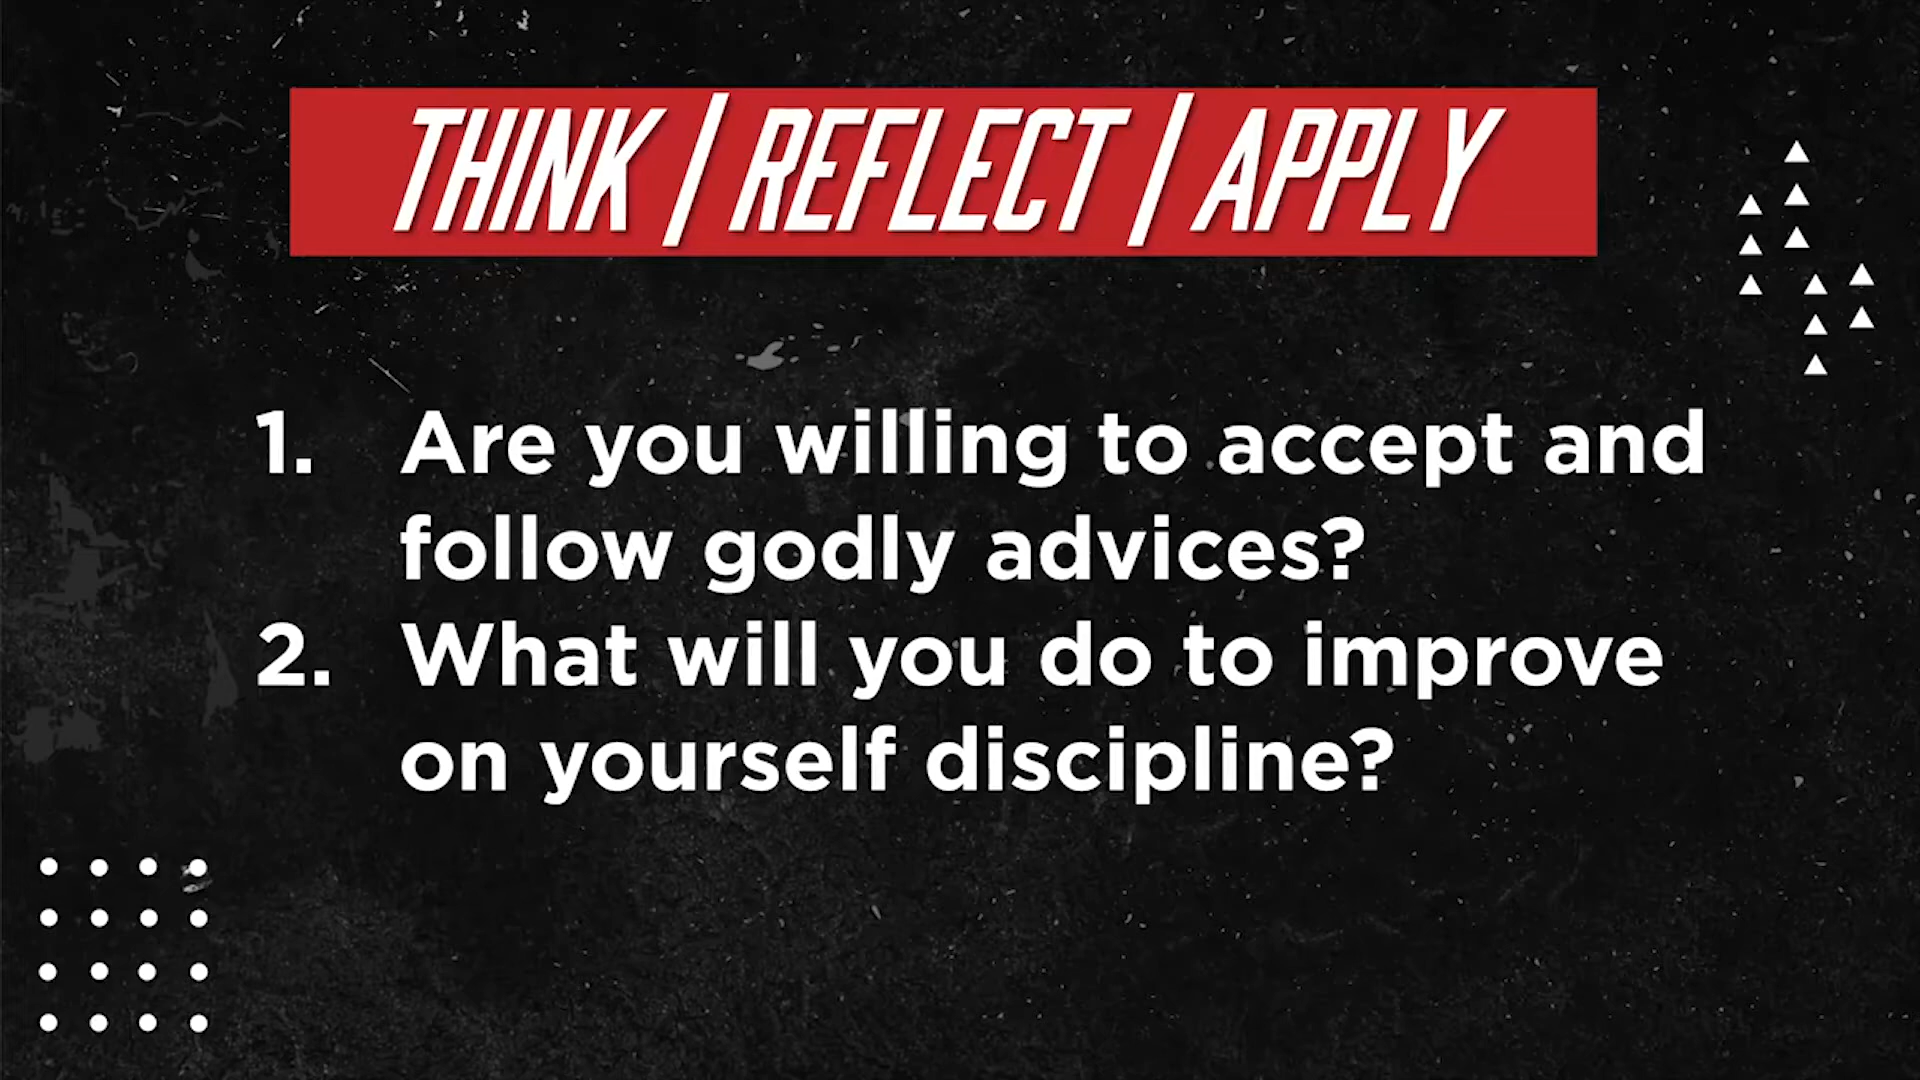 THINK / REFLECT / APPLY
1. Are you willing to accept and
follow godly advices?
2. What will you do to improve
on yourself discipline?